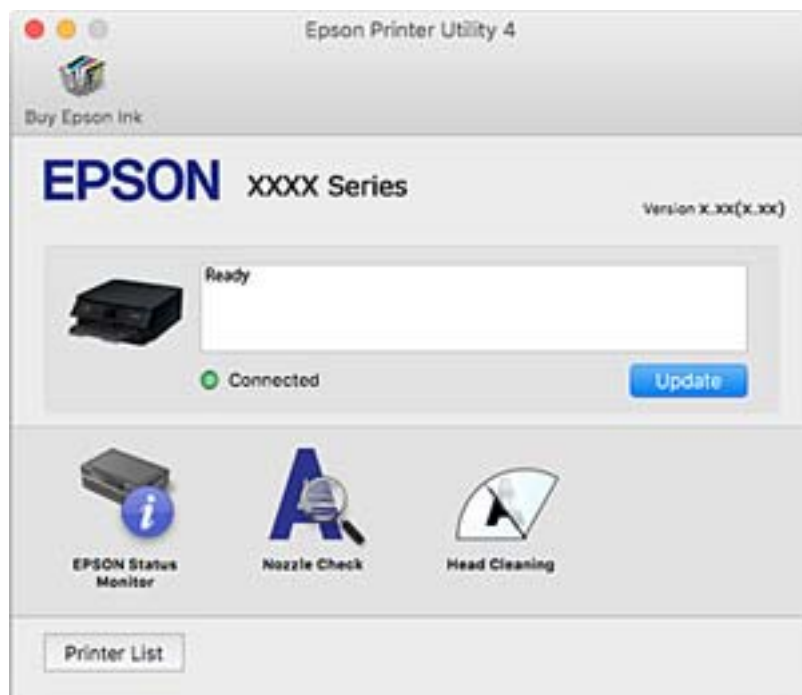 Epson Printer Utility 4
Buy Epson Ink
EPSON XXXX Series
Version X.XX(X.XX)
Ready
Connected
Update
EPSON Status
Monitor
Nozzle Check
Head Cleaning
Printer List